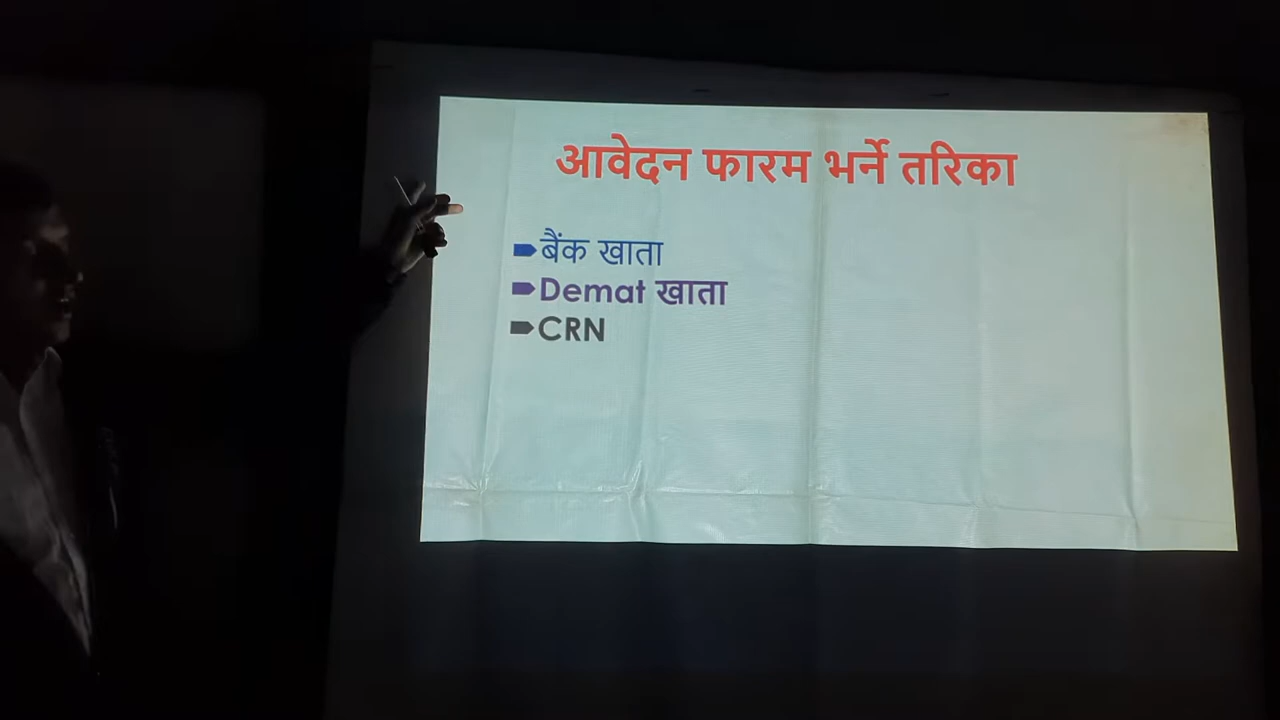 आवेदन फारम भर्ने तरिका
बैंक खाता
Demat खाता
CRN